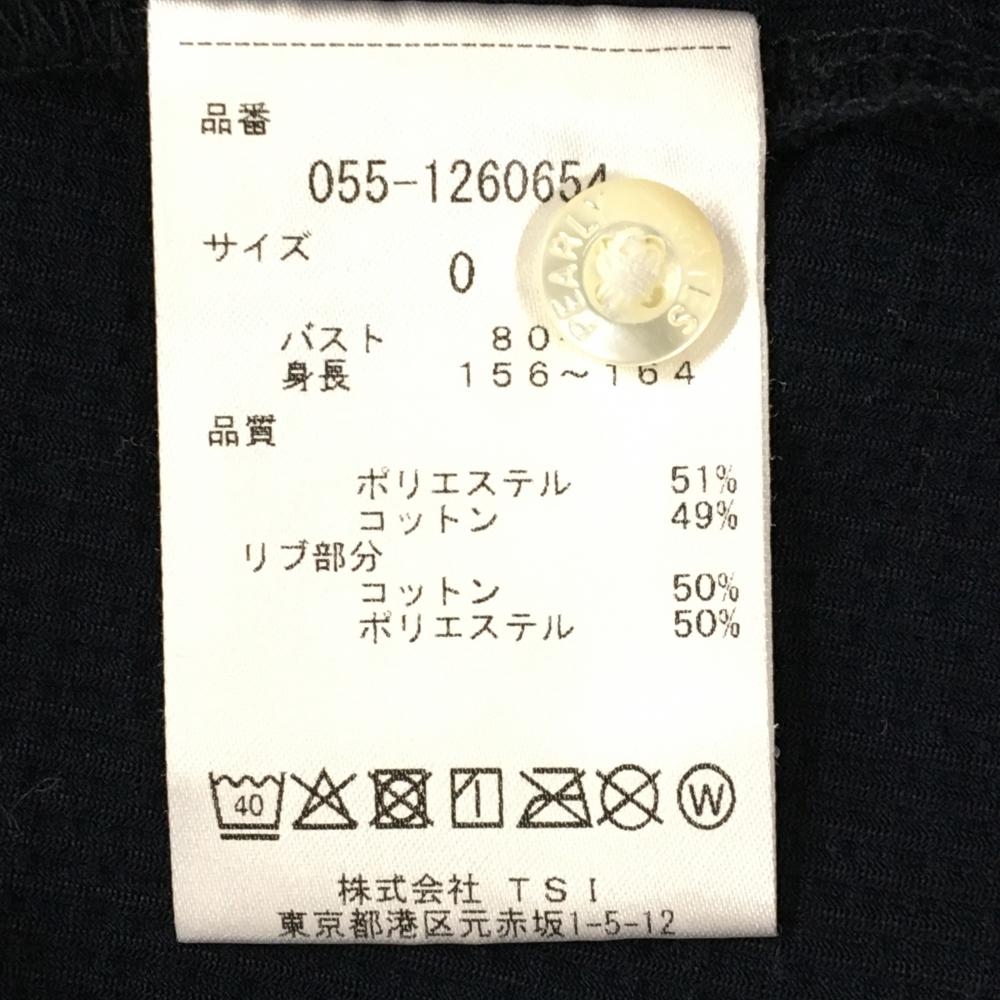 品番
055-1260654
サイズ
0
バスト 80
身長 156～164
品質
ポリエステル 51%
コットン 49%
リブ部分
コットン 50%
ポリエステル 50%
40
W
株式会社 TSI
東京都港区元赤坂1-5-12
PEARLY